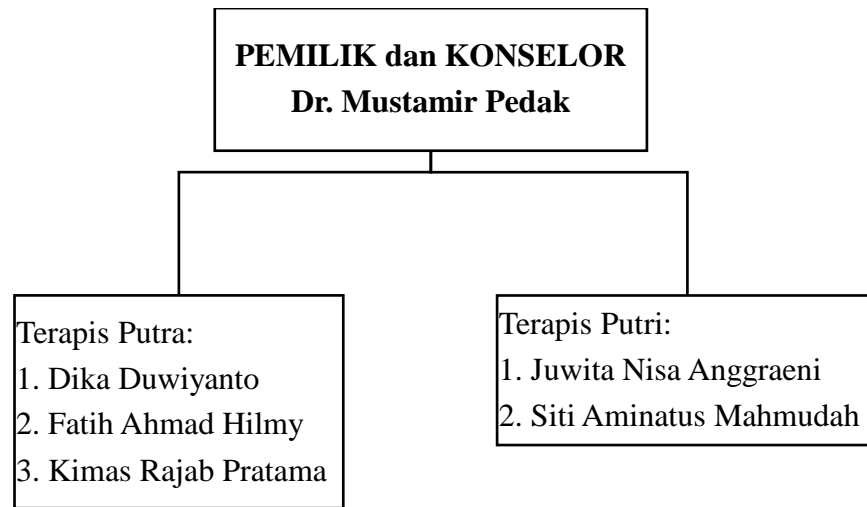 PEMILIK dan KONSELOR
Dr. Mustamir Pedak
Terapis Putra:
1. Dika Duwiyanto
2. Fatih Ahmad Hilmy
3. Kimas Rajab Pratama
Terapis Putri:
1. Juwita Nisa Anggraeni
2. Siti Aminatus Mahmudah